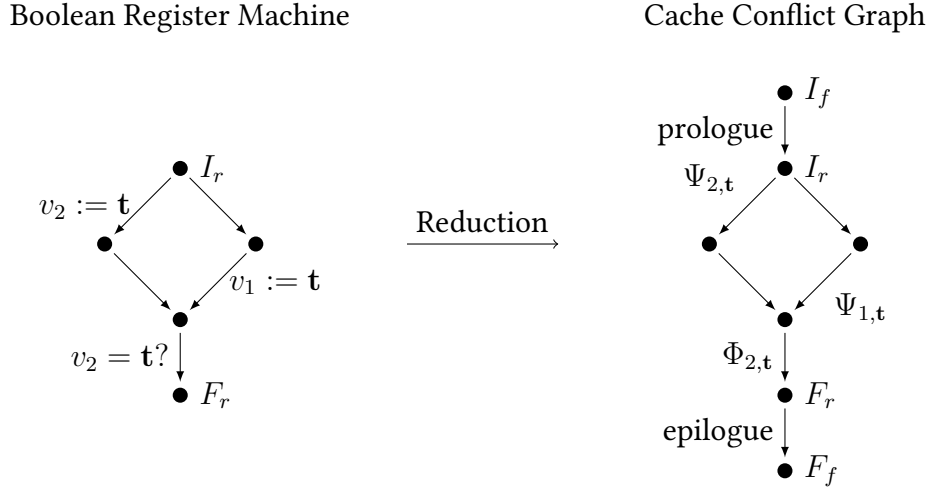 Boolean Register Machine
Cache Conflict Graph
I_f
prologue
I_r
I_r
Ψ_{2,𝐭}
v_2 := 𝐭
Reduction
v_1 := 𝐭
Ψ_{1,𝐭}
v_2 = 𝐭?
Φ_{2,𝐭}
F_r
F_r
epilogue
F_f